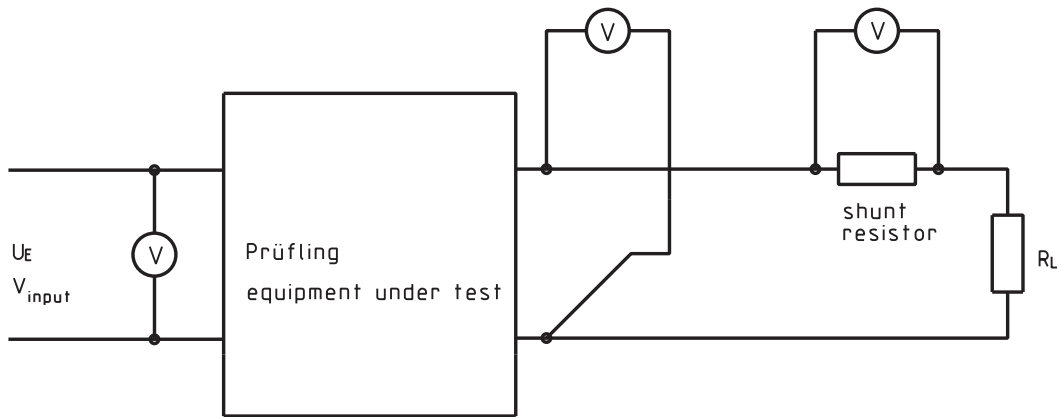 V
V
shunt
resistor
UE
Vinput
V
Prüfling
equipment under test
RL